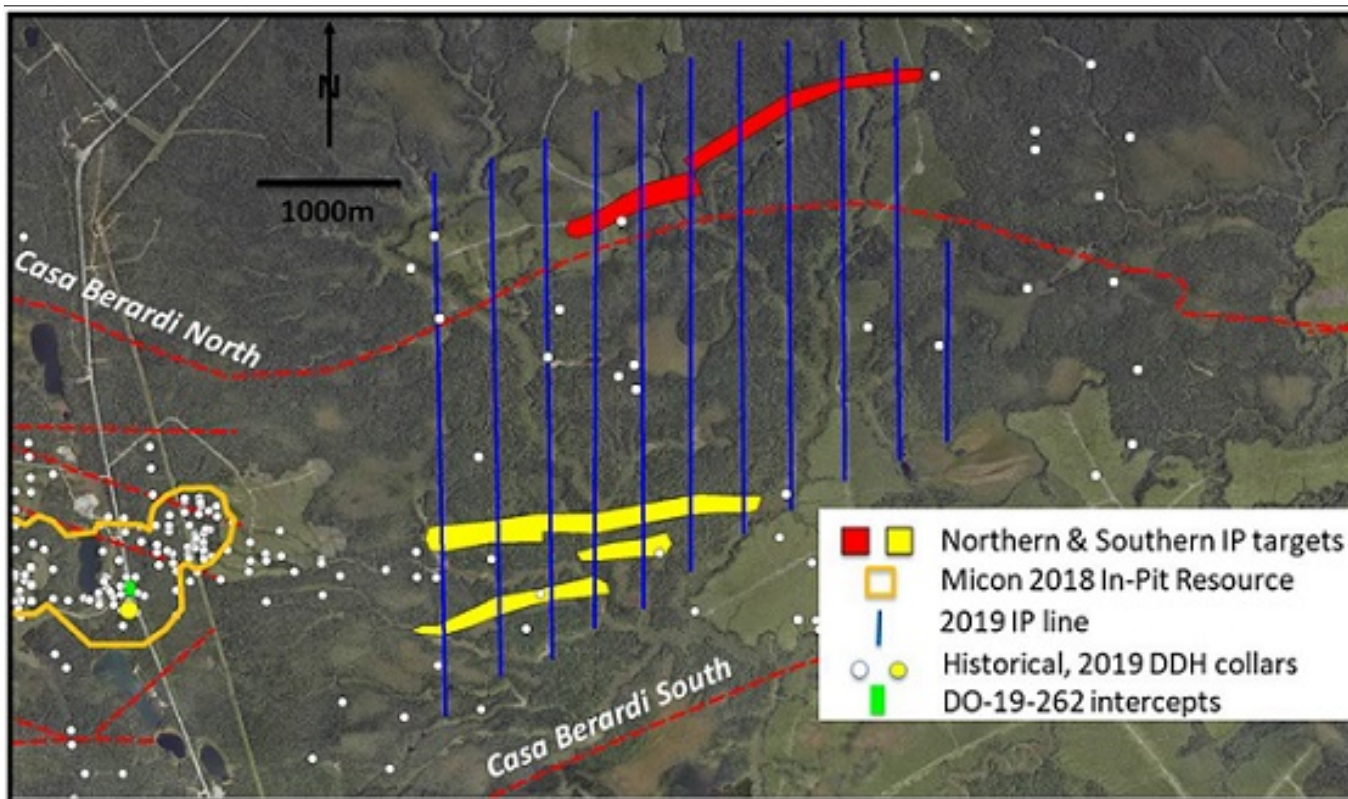 N
1000m
Casa Berardi North
Northern & Southern IP targets
Micon 2018 In-Pit Resource
2019 IP line
Historical, 2019 DDH collars
DO-19-262 intercepts
Casa Berardi South